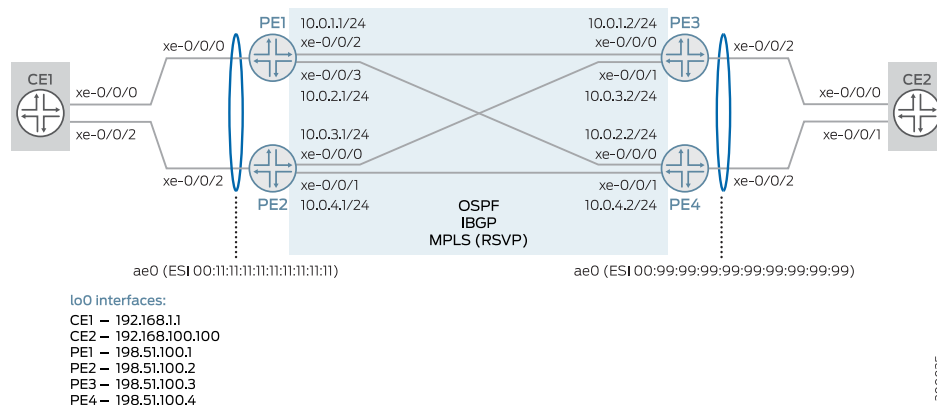 PE1
10.0.1.1/24
10.0.1.2/24
PE3
xe-0/0/0
xe-0/0/2
xe-0/0/0
xe-0/0/2
CE1
xe-0/0/3
xe-0/0/1
CE2
xe-0/0/0
10.0.2.1/24
10.0.3.2/24
xe-0/0/0
xe-0/0/2
10.0.3.1/24
10.0.2.2/24
xe-0/0/1
xe-0/0/0
xe-0/0/0
xe-0/0/2
xe-0/0/1
xe-0/0/1
xe-0/0/2
PE2
10.0.4.1/24
OSPF
10.0.4.2/24
PE4
IBGP
MPLS (RSVP)
ae0 (ESI 00:11:11:11:11:11:11:11:11:11)
ae0 (ESI 00:99:99:99:99:99:99:99:99:99)
lo0 interfaces:
CE1 – 192.168.1.1
CE2 – 192.168.100.100
PE1 – 198.51.100.1
PE2 – 198.51.100.2
PE3 – 198.51.100.3
PE4 – 198.51.100.4